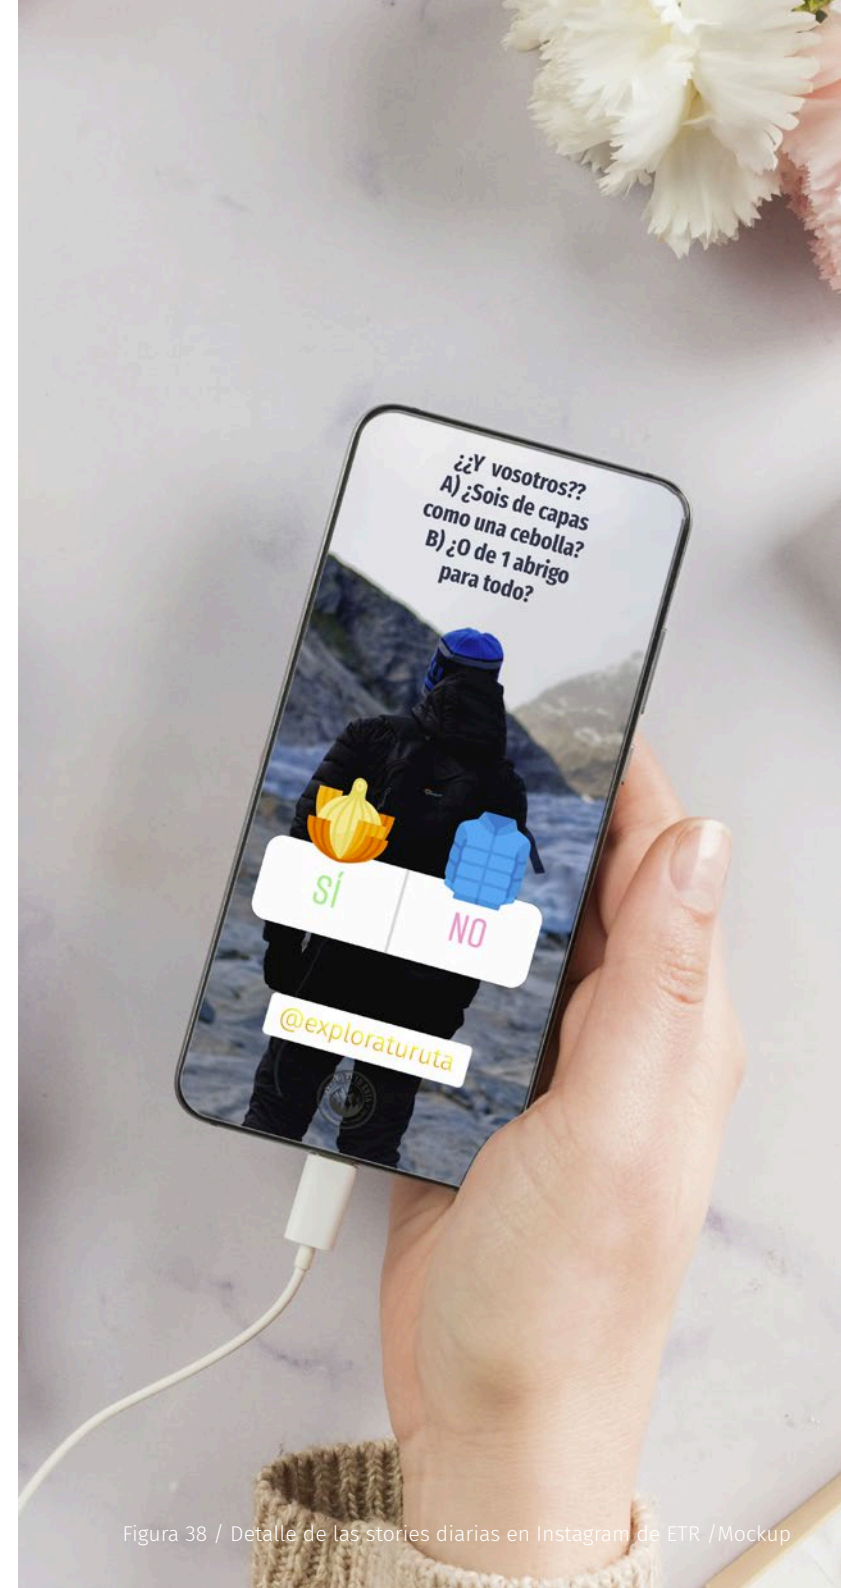 ¿¿Y vosotros??
A) ¿Sois de capas
como una cebolla?
B) ¿O de 1 abrigo
para todo?
SÍ
NO
@exploraturuta
Figura 38 / Detalle de las stories diarias en Instagram de ETR /Mockup